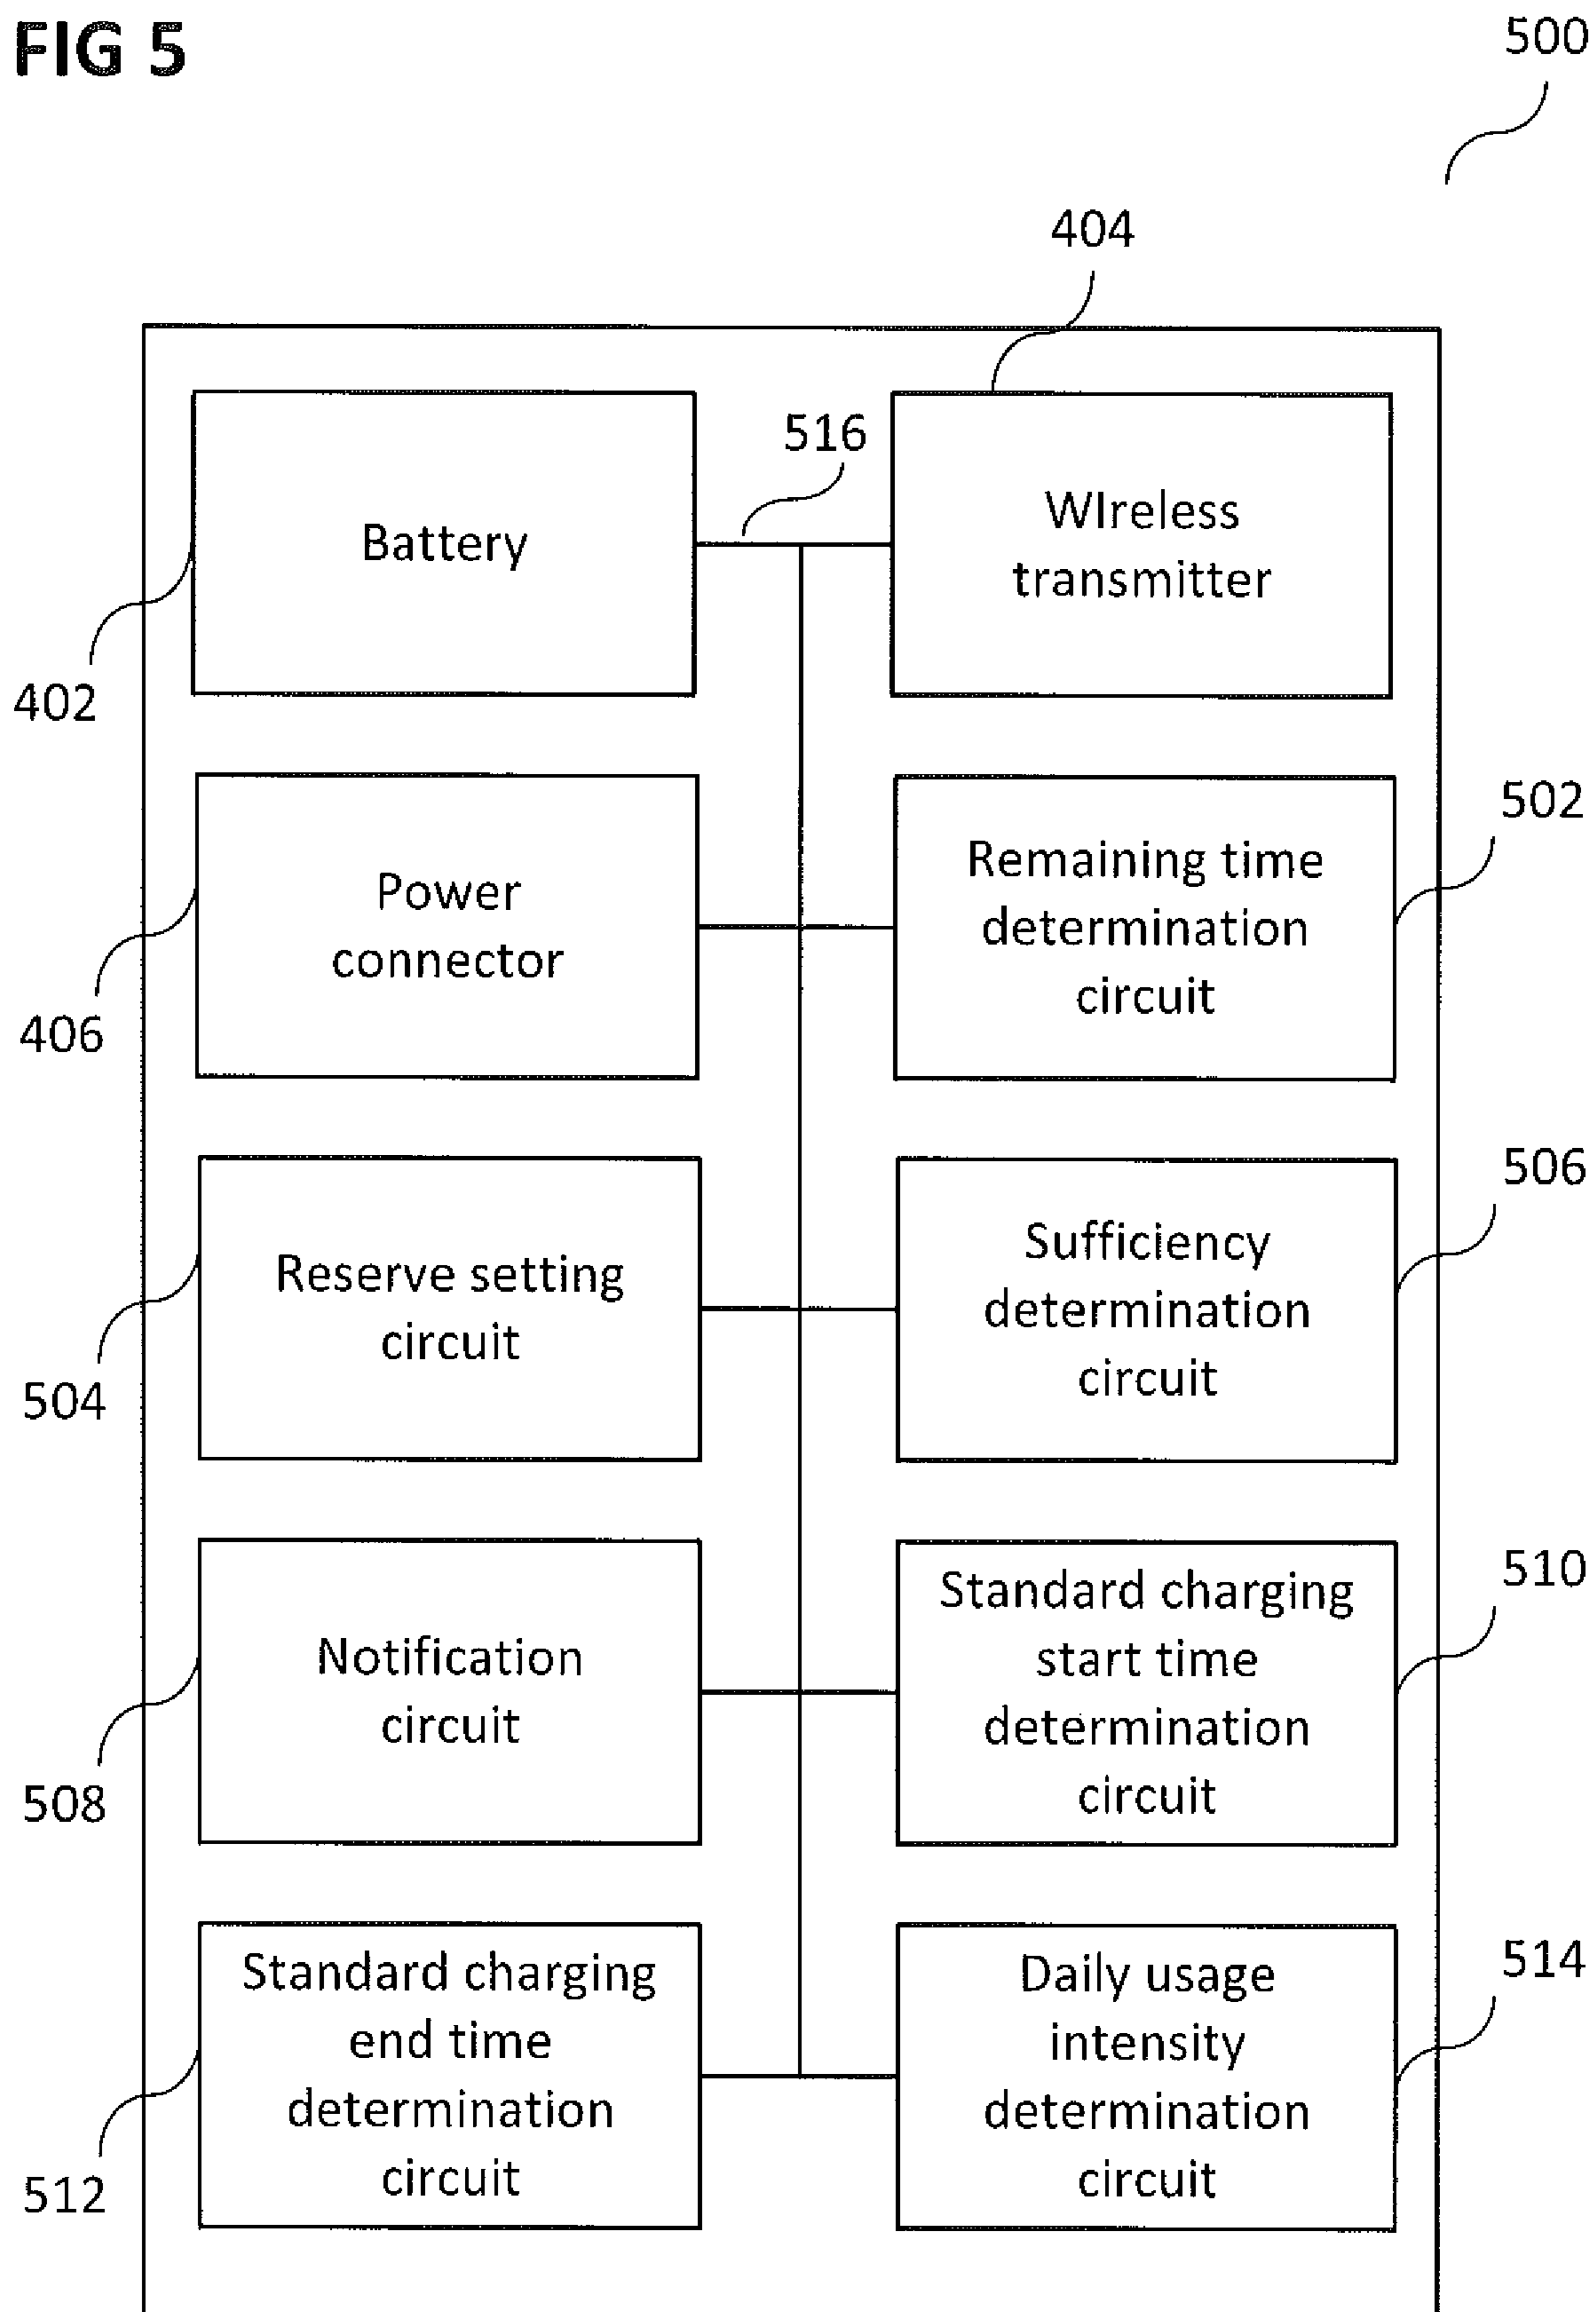 FIG 5
500
404
516
Battery
WIreless
transmitter
402
502
Power
connector
Remaining time
determination
circuit
406
506
Reserve setting
circuit
Sufficiency
determination
circuit
504
510
Notification
circuit
Standard charging
start time
determination
circuit
508
514
Standard charging
end time
determination
circuit
Daily usage
intensity
determination
circuit
512